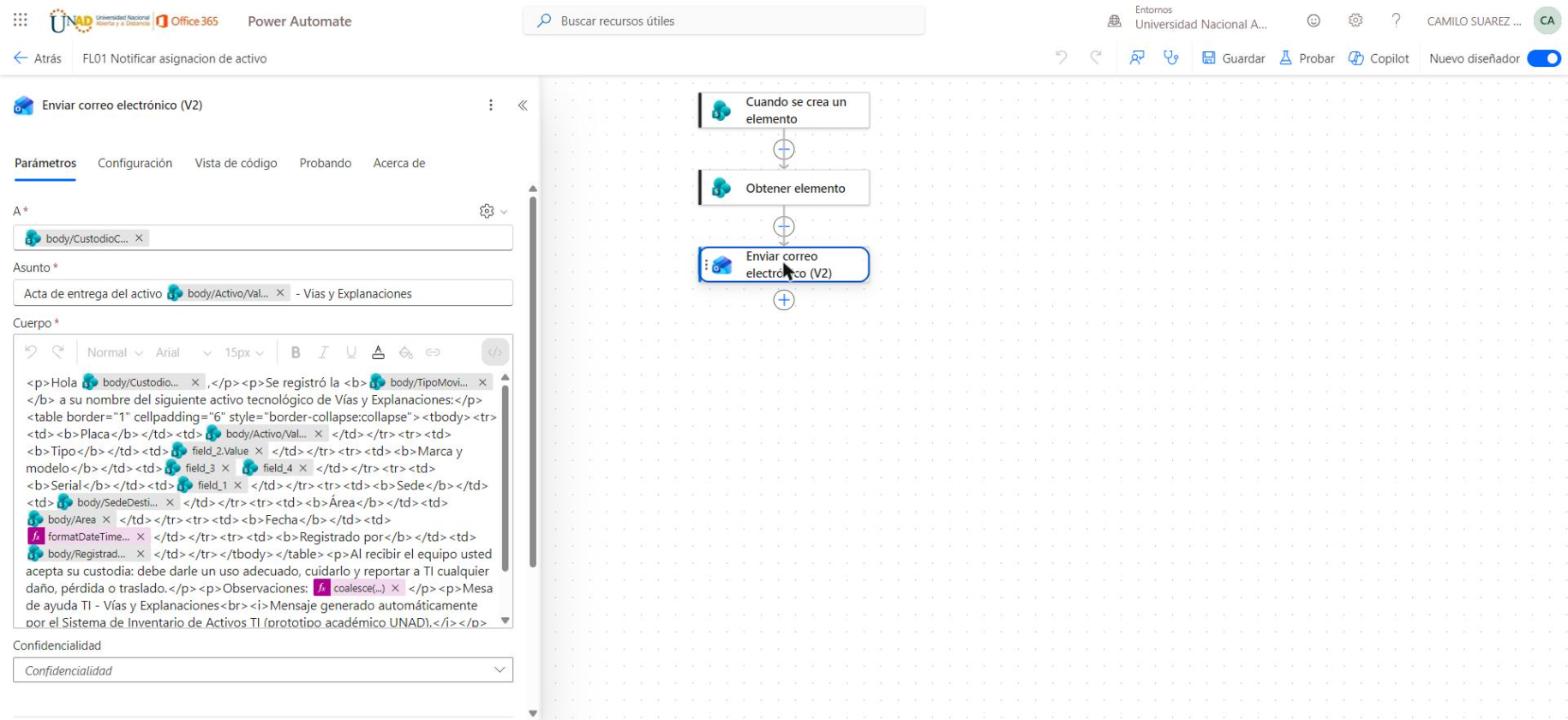 UNAD Universidad Nacional Abierta y a Distancia Office 365 Power Automate
Buscar recursos útiles
Entornos
Universidad Nacional A...
CAMILO SUAREZ ... CA
Atrás FL01 Notificar asignacion de activo
Guardar Probar Copilot Nuevo diseñador
Enviar correo electrónico (V2)
Parámetros Configuración Vista de código Probando Acerca de
A *
body/CustodioC... ×
Asunto *
Acta de entrega del activo body/Activo/Val... × - Vias y Explanaciones
Cuerpo *
Normal Arial 15px B I U A </>
<p>Hola body/Custodio... × ,</p><p>Se registró la <b> body/TipoMovi... ×
</b> a su nombre del siguiente activo tecnológico de Vías y Explanaciones:</p>
<table border="1" cellpadding="6" style="border-collapse:collapse"><tbody><tr>
<td><b>Placa</b></td><td> body/Activo/Val... × </td></tr><tr><td>
<b>Tipo</b></td><td> field_2.Value × </td></tr><tr><td><b>Marca y
modelo</b></td><td> field_3 × field_4 × </td></tr><tr><td>
<b>Serial</b></td><td> field_1 × </td></tr><tr><td><b>Sede</b></td>
<td> body/SedeDesti... × </td></tr><tr><td><b>Área</b></td><td>
body/Area × </td></tr><tr><td><b>Fecha</b></td><td>
fx formatDateTime... × </td></tr><tr><td><b>Registrado por</b></td><td>
body/Registrad... × </td></tr></tbody></table><p>Al recibir el equipo usted
acepta su custodia: debe darle un uso adecuado, cuidarlo y reportar a TI cualquier
daño, pérdida o traslado.</p><p>Observaciones: fx coalesce(...) × </p><p>Mesa
de ayuda TI - Vías y Explanaciones<br><i>Mensaje generado automáticamente
por el Sistema de Inventario de Activos TI (prototipo académico UNAD).</i></p>
Confidencialidad
Confidencialidad
Cuando se crea un
elemento
Obtener elemento
Enviar correo
electrónico (V2)